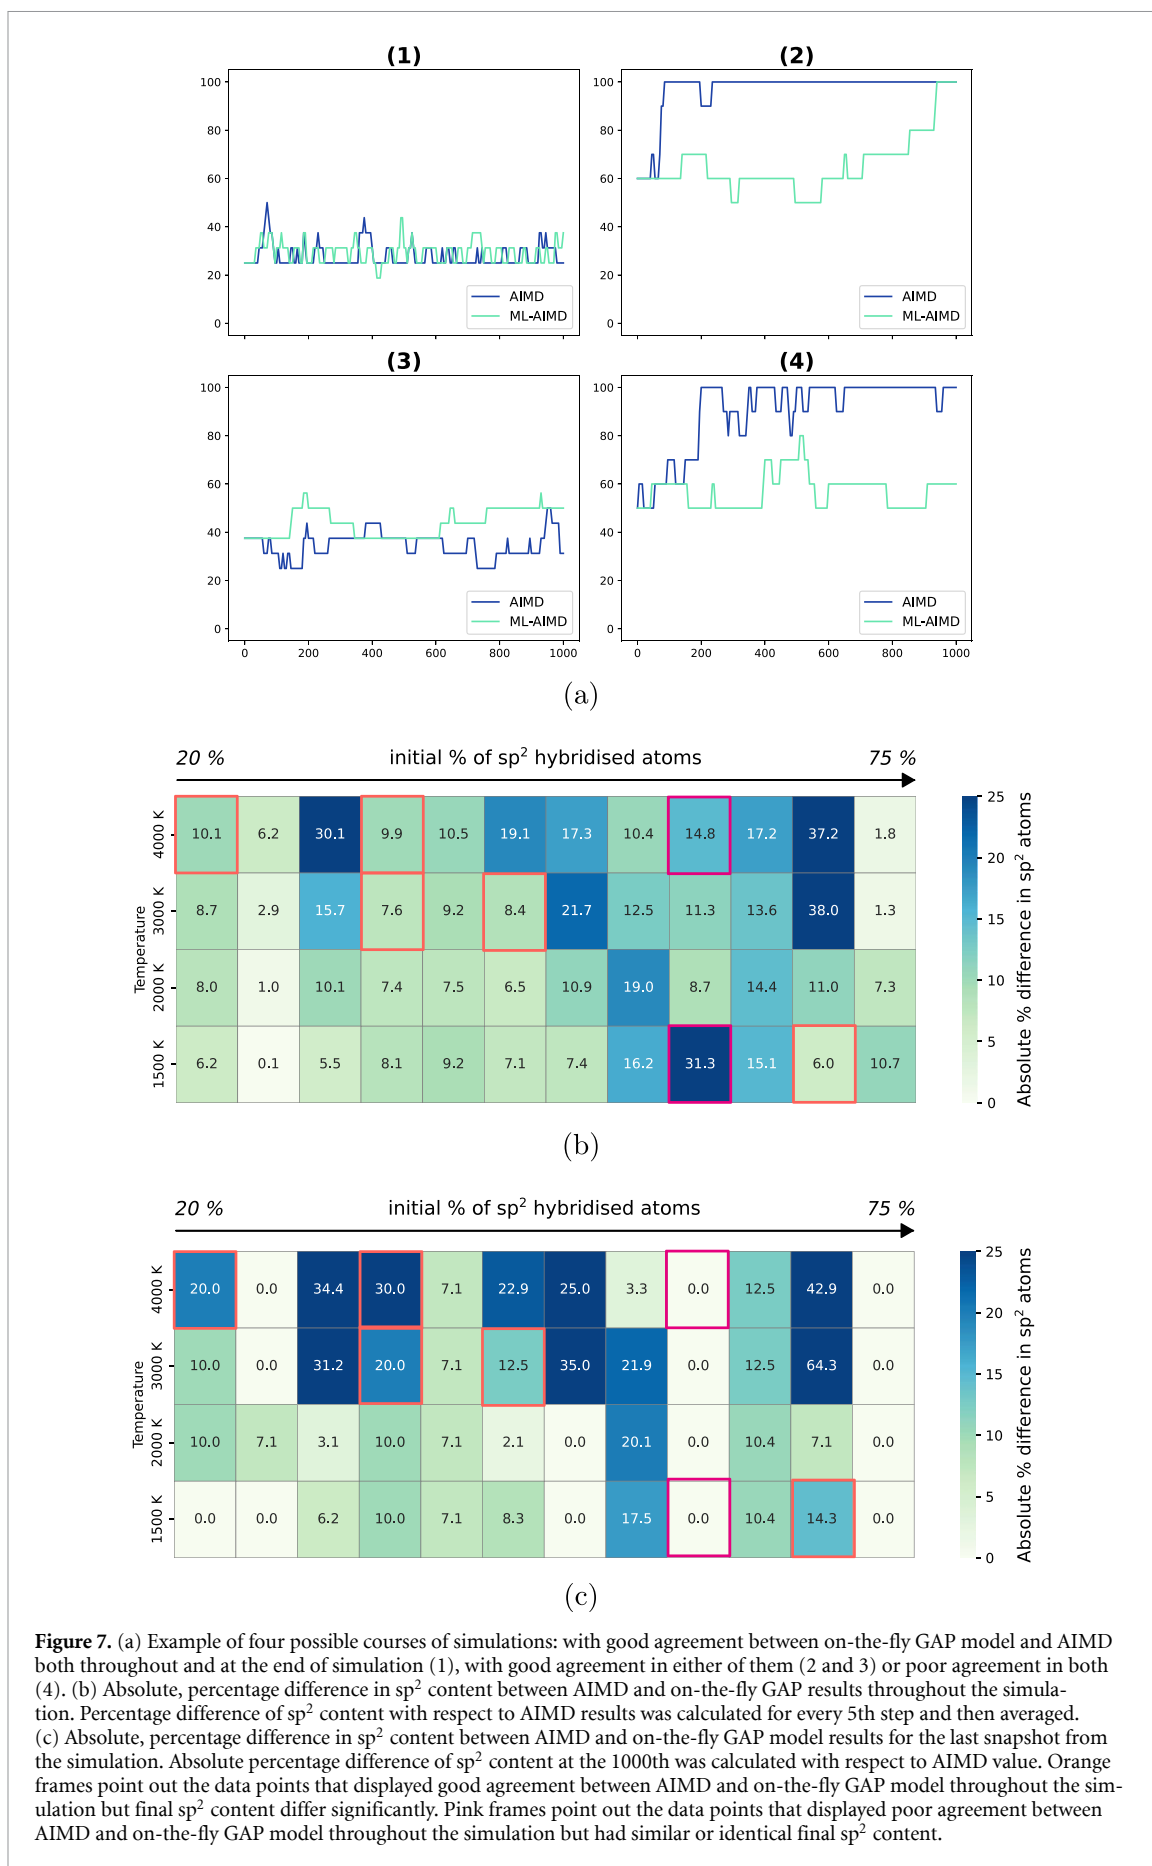 (1)
(2)
100
80
60
40
20
0
AIMD
ML-AIMD
100
80
60
40
20
0
AIMD
ML-AIMD
(3)
(4)
100
80
60
40
20
0
AIMD
ML-AIMD
0 200 400 600 800 1000
100
80
60
40
20
0
AIMD
ML-AIMD
0 200 400 600 800 1000
(a)
20 % initial % of sp² hybridised atoms 75 %
Temperature
4000 K 10.1 6.2 30.1 9.9 10.5 19.1 17.3 10.4 14.8 17.2 37.2 1.8
3000 K 8.7 2.9 15.7 7.6 9.2 8.4 21.7 12.5 11.3 13.6 38.0 1.3
2000 K 8.0 1.0 10.1 7.4 7.5 6.5 10.9 19.0 8.7 14.4 11.0 7.3
1500 K 6.2 0.1 5.5 8.1 9.2 7.1 7.4 16.2 31.3 15.1 6.0 10.7
25
20
15
10
5
0
Absolute % difference in sp² atoms
(b)
20 % initial % of sp² hybridised atoms 75 %
Temperature
4000 K 20.0 0.0 34.4 30.0 7.1 22.9 25.0 3.3 0.0 12.5 42.9 0.0
3000 K 10.0 0.0 31.2 20.0 7.1 12.5 35.0 21.9 0.0 12.5 64.3 0.0
2000 K 10.0 7.1 3.1 10.0 7.1 2.1 0.0 20.1 0.0 10.4 7.1 0.0
1500 K 0.0 0.0 6.2 10.0 7.1 8.3 0.0 17.5 0.0 10.4 14.3 0.0
25
20
15
10
5
0
Absolute % difference in sp² atoms
(c)
Figure 7. (a) Example of four possible courses of simulations: with good agreement between on-the-fly GAP model and AIMD
both throughout and at the end of simulation (1), with good agreement in either of them (2 and 3) or poor agreement in both
(4). (b) Absolute, percentage difference in sp² content between AIMD and on-the-fly GAP results throughout the simula-
tion. Percentage difference of sp² content with respect to AIMD results was calculated for every 5th step and then averaged.
(c) Absolute, percentage difference in sp² content between AIMD and on-the-fly GAP model results for the last snapshot from
the simulation. Absolute percentage difference of sp² content at the 1000th was calculated with respect to AIMD value. Orange
frames point out the data points that displayed good agreement between AIMD and on-the-fly GAP model throughout the sim-
ulation but final sp² content differ significantly. Pink frames point out the data points that displayed poor agreement between
AIMD and on-the-fly GAP model throughout the simulation but had similar or identical final sp² content.